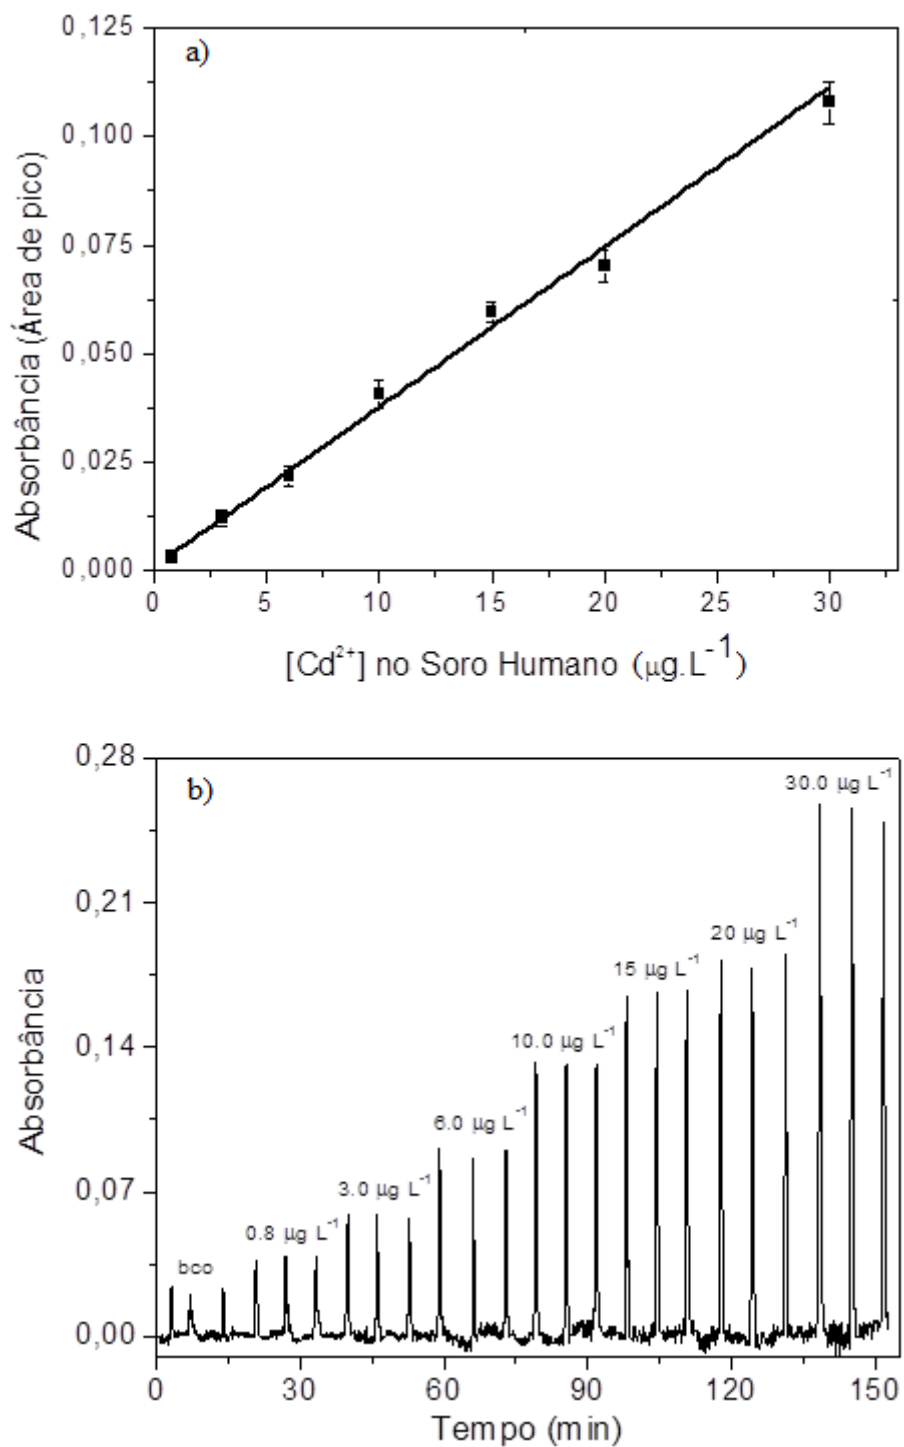 a)
0,125
0,100
0,075
0,050
0,025
0,000
Absorbância (Área de pico)
0 5 10 15 20 25 30
[Cd²⁺] no Soro Humano (µg.L⁻¹)
b)
0,28
0,21
0,14
0,07
0,00
Absorbância
bco
0.8 µg L⁻¹
3.0 µg L⁻¹
6.0 µg L⁻¹
10.0 µg L⁻¹
15 µg L⁻¹
20 µg L⁻¹
30.0 µg L⁻¹
0 30 60 90 120 150
Tempo (min)